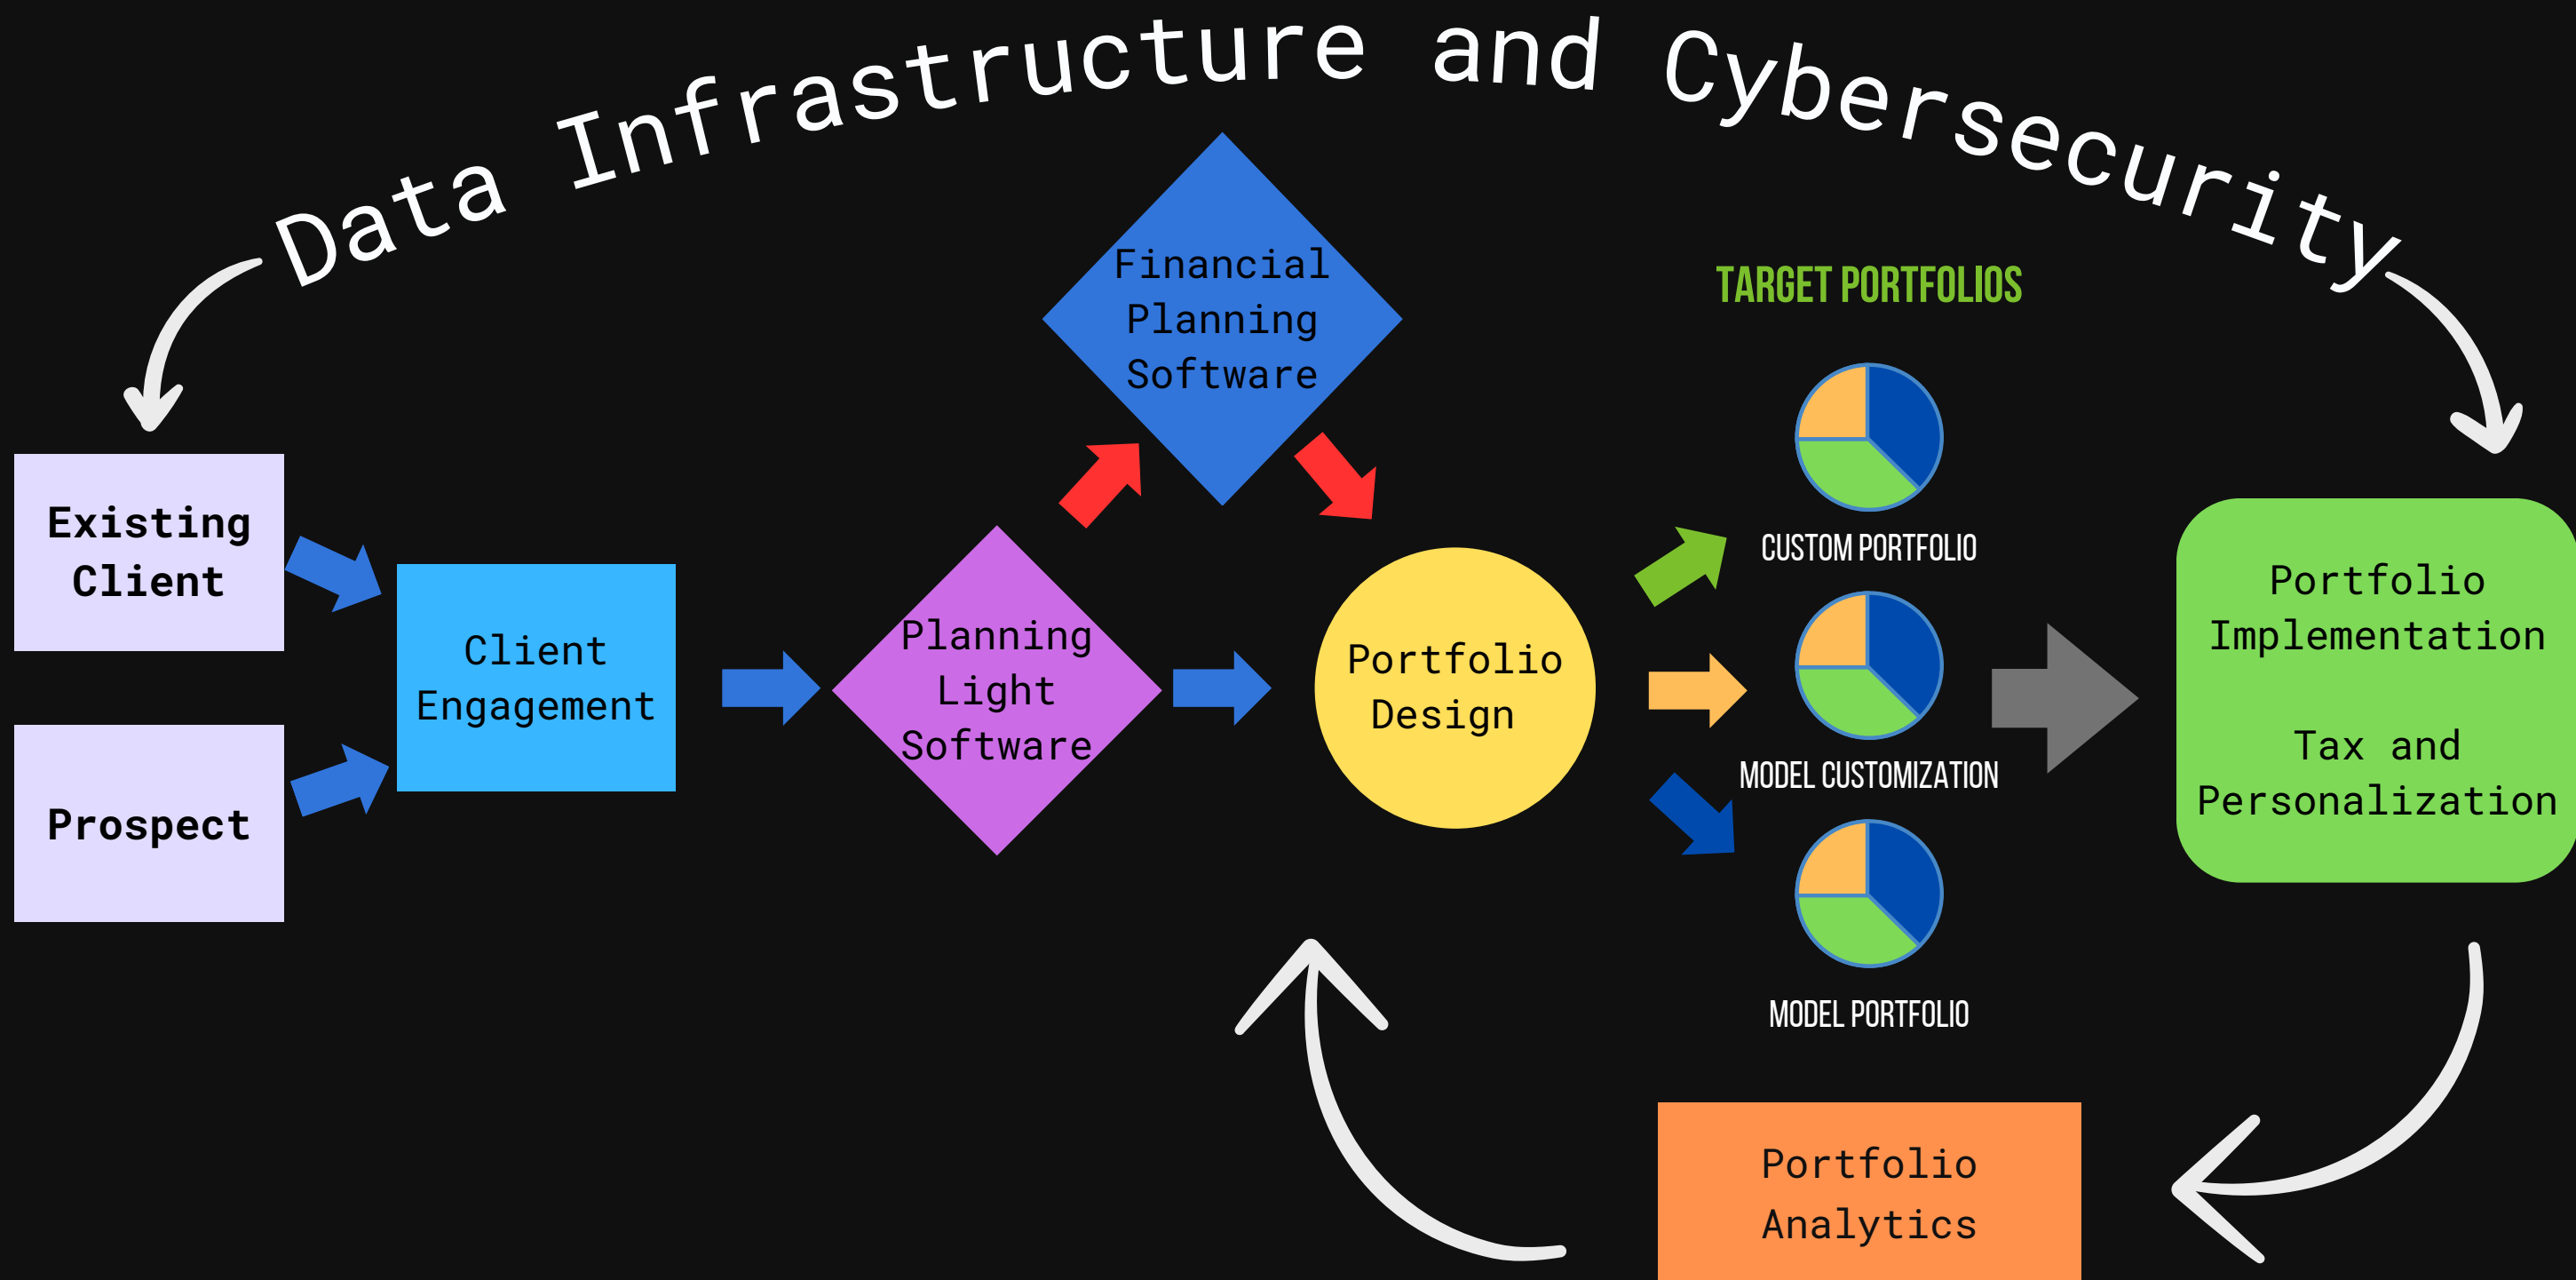 Data Infrastructure and Cybersecurity
Existing
Client
Prospect
Client
Engagement
Planning
Light
Software
Financial
Planning
Software
Portfolio
Design
TARGET PORTFOLIOS
CUSTOM PORTFOLIO
MODEL CUSTOMIZATION
MODEL PORTFOLIO
Portfolio
Implementation
Tax and
Personalization
Portfolio
Analytics